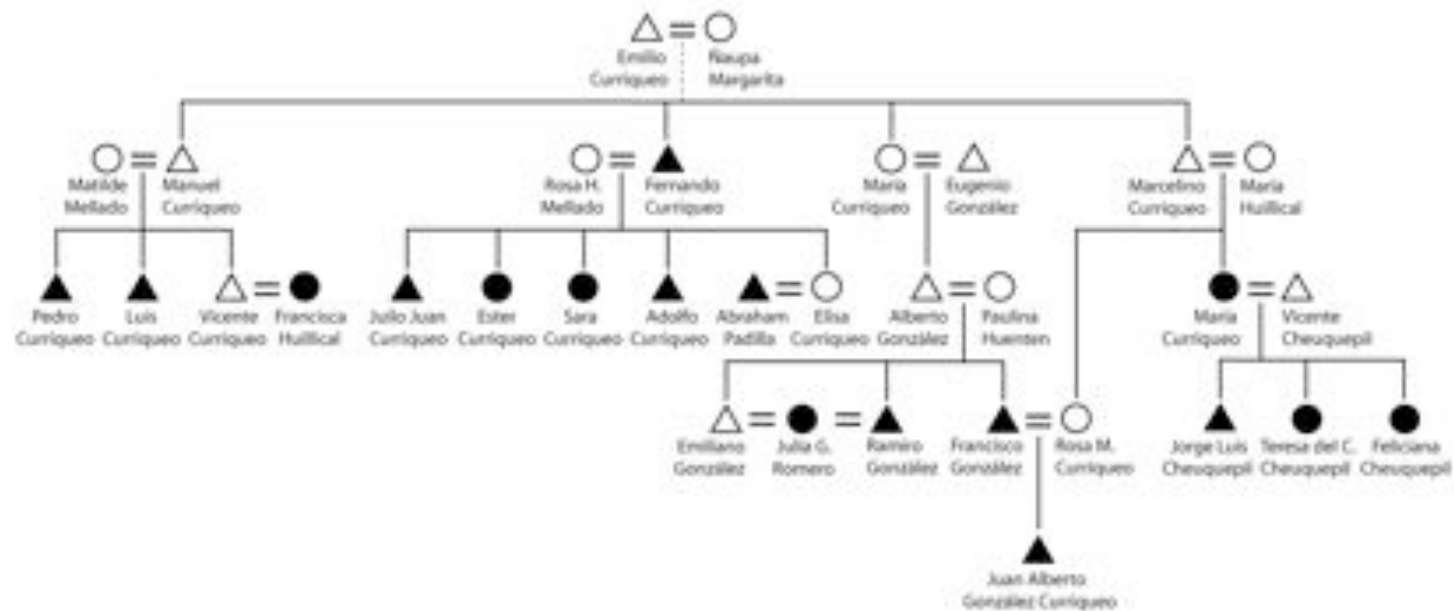 Emilio
Curriqueo
Ñaupa
Margarita
Matilde
Mellado
Manuel
Curriqueo
Rosa H.
Mellado
Fernando
Curriqueo
María
Curriqueo
Eugenio
González
Marcelino
Curriqueo
María
Huillical
Pedro
Curriqueo
Luis
Curriqueo
Vicente
Curriqueo
Francisca
Huillical
Julio Juan
Curriqueo
Ester
Curriqueo
Sara
Curriqueo
Adolfo
Curriqueo
Abraham
Padilla
Elisa
Curriqueo
Alberto
González
Paulina
Huenten
María
Curriqueo
Vicente
Cheuquepil
Emiliano
González
Julia G.
Romero
Ramiro
González
Francisco
González
Rosa M.
Curriqueo
Jorge Luis
Cheuquepil
Teresa del C.
Cheuquepil
Feliciana
Cheuquepil
Juan Alberto
González Curriqueo